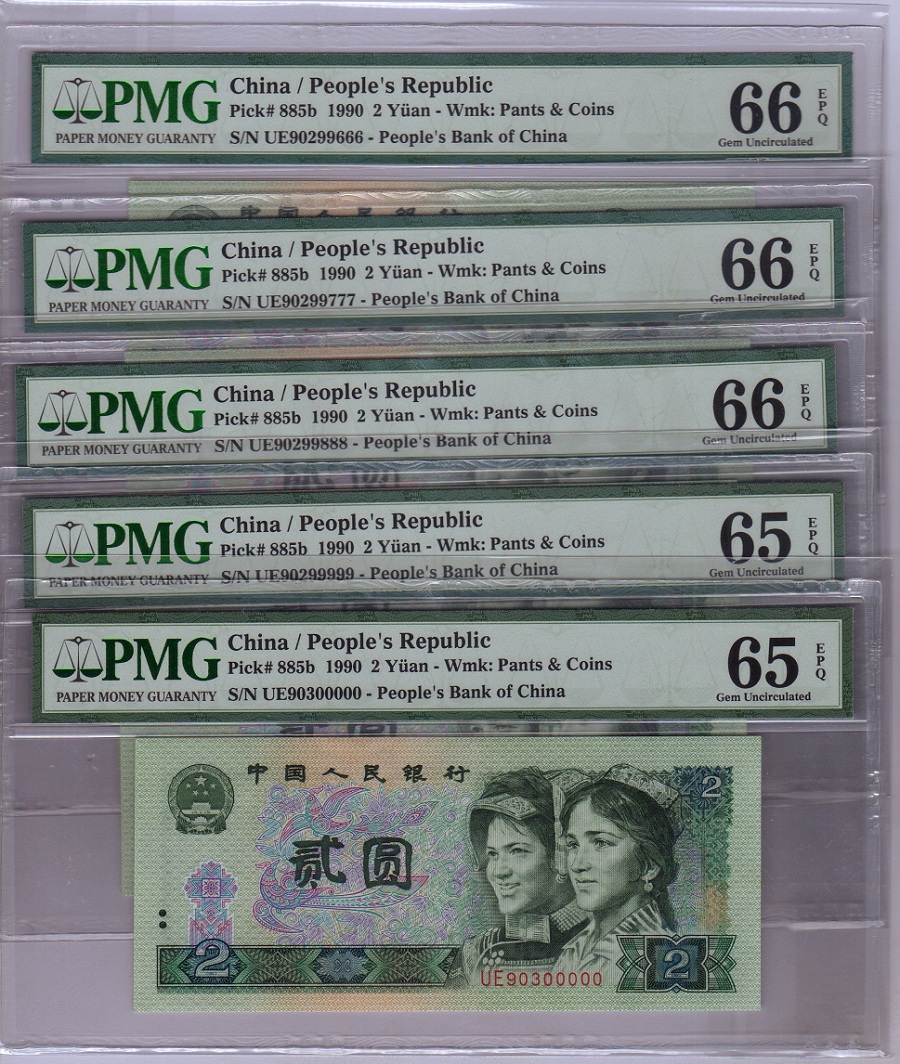 PMG
PAPER MONEY GUARANTY
China / People's Republic
Pick# 885b 1990 2 Yüan - Wmk: Pants & Coins
S/N UE90299666 - People's Bank of China
66
EPQ
Gem Uncirculated
中国人民银行
PMG
PAPER MONEY GUARANTY
China / People's Republic
Pick# 885b 1990 2 Yüan - Wmk: Pants & Coins
S/N UE90299777 - People's Bank of China
66
EPQ
Gem Uncirculated
PMG
PAPER MONEY GUARANTY
China / People's Republic
Pick# 885b 1990 2 Yüan - Wmk: Pants & Coins
S/N UE90299888 - People's Bank of China
66
EPQ
Gem Uncirculated
PMG
PAPER MONEY GUARANTY
China / People's Republic
Pick# 885b 1990 2 Yüan - Wmk: Pants & Coins
S/N UE90299999 - People's Bank of China
65
EPQ
Gem Uncirculated
PMG
PAPER MONEY GUARANTY
China / People's Republic
Pick# 885b 1990 2 Yüan - Wmk: Pants & Coins
S/N UE90300000 - People's Bank of China
65
EPQ
Gem Uncirculated
中国人民银行
2
贰圆
2
UE90300000
2